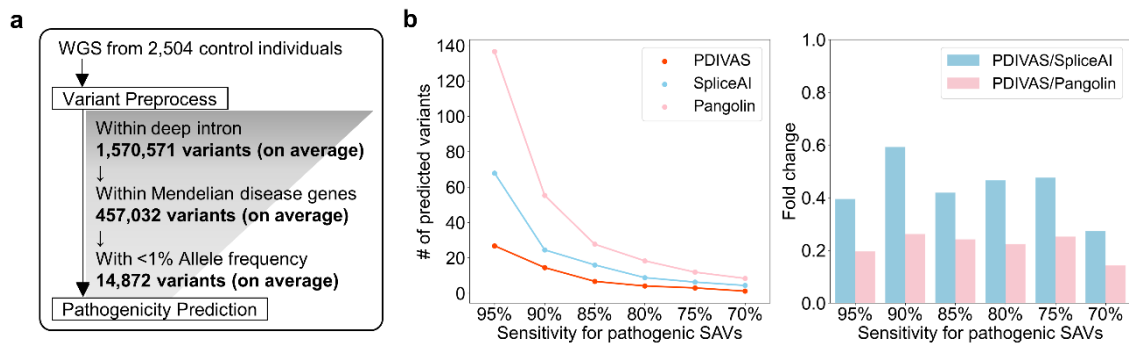 a
WGS from 2,504 control individuals
Variant Preprocess
Within deep intron
1,570,571 variants (on average)
↓
Within Mendelian disease genes
457,032 variants (on average)
↓
With <1% Allele frequency
14,872 variants (on average)
Pathogenicity Prediction
b
# of predicted variants
140
120
100
80
60
40
20
0
PDIVAS
SpliceAI
Pangolin
95% 90% 85% 80% 75% 70%
Sensitivity for pathogenic SAVs
Fold change
1.0
0.8
0.6
0.4
0.2
0.0
PDIVAS/SpliceAI
PDIVAS/Pangolin
95% 90% 85% 80% 75% 70%
Sensitivity for pathogenic SAVs